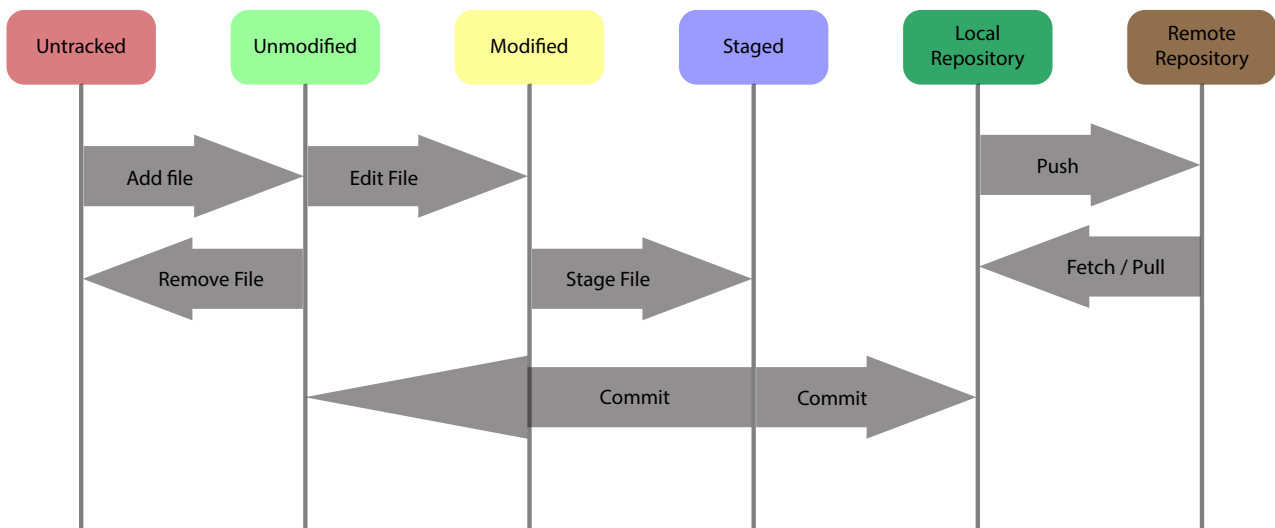 Untracked
Unmodified
Modified
Staged
Local
Repository
Remote
Repository
Add file
Edit File
Push
Remove File
Stage File
Fetch / Pull
Commit
Commit